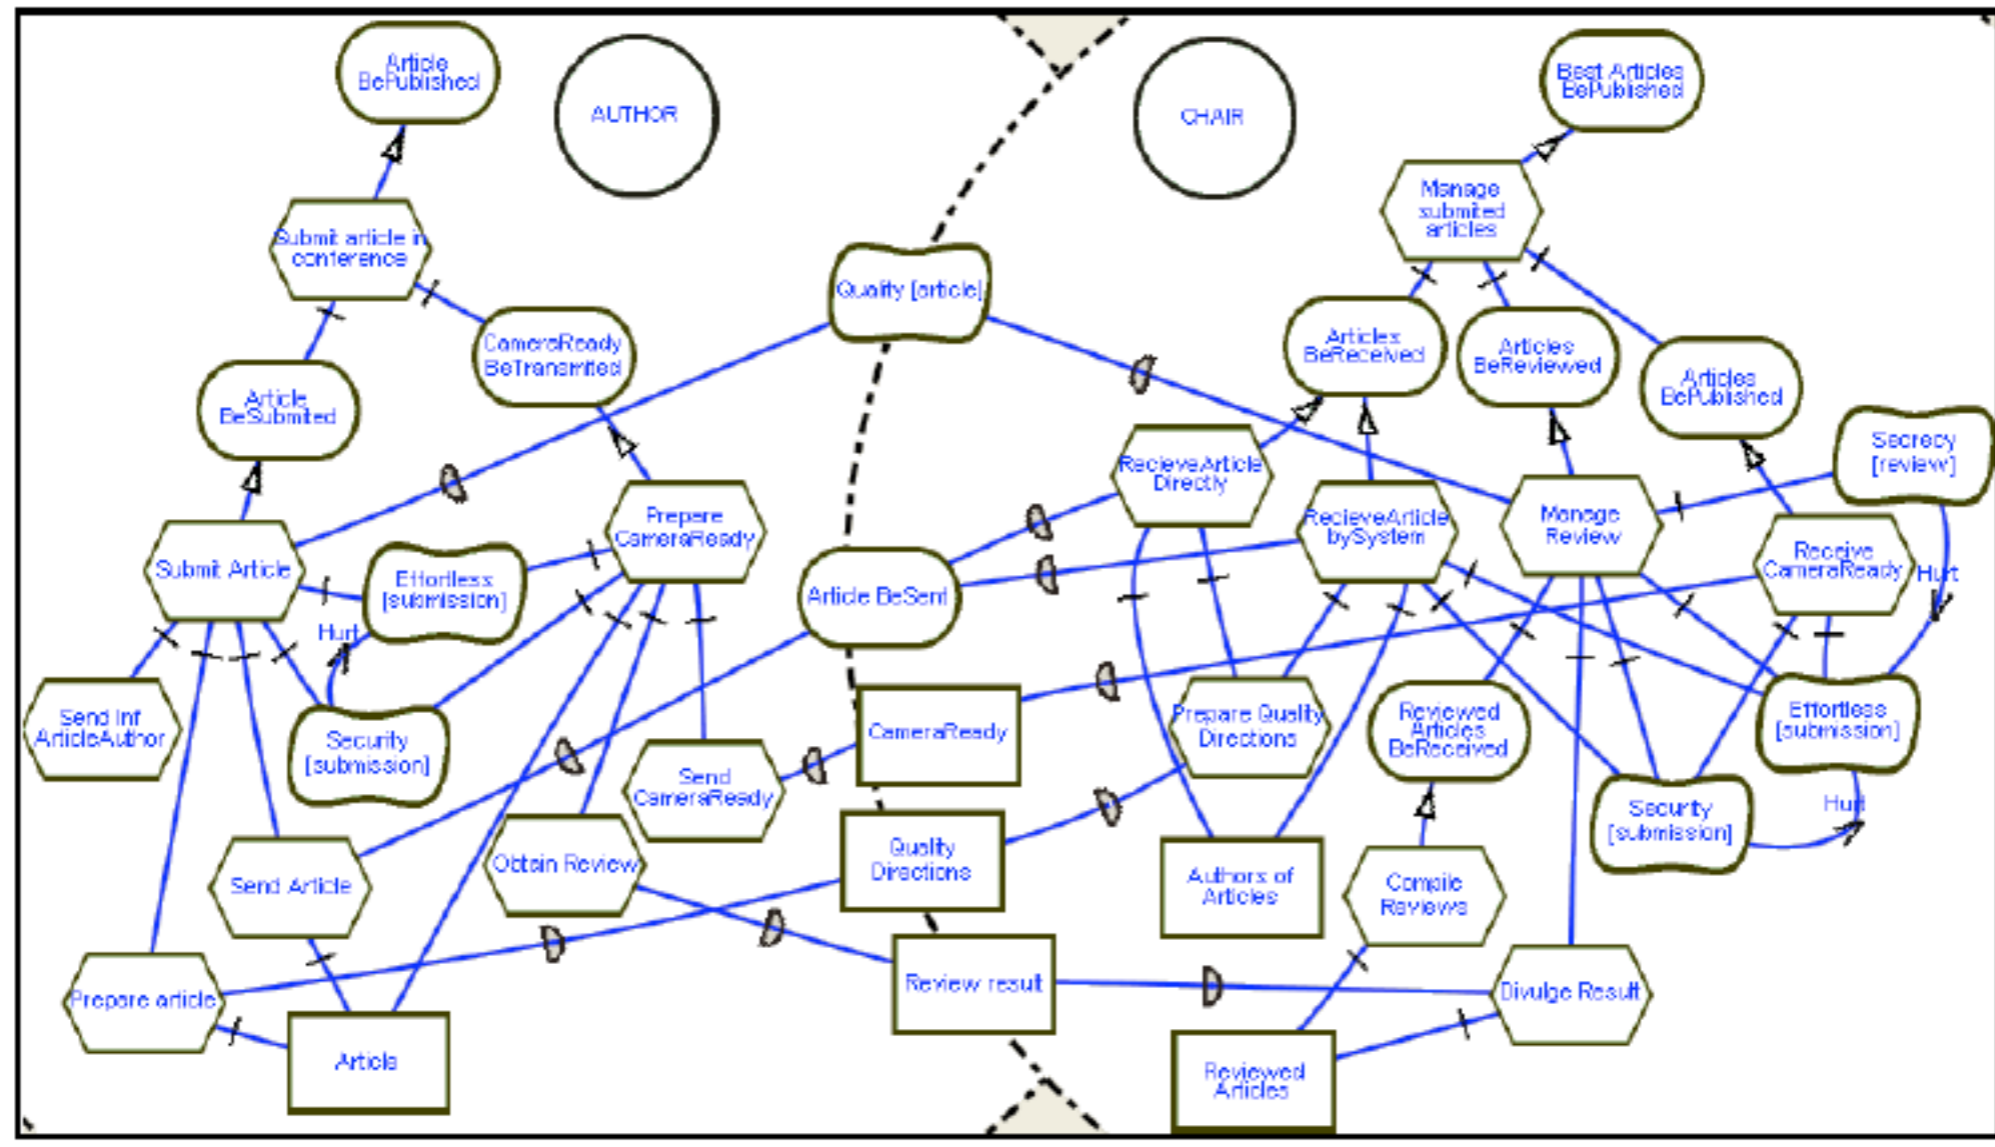 Article
BePublished
AUTHOR
CHAIR
Best Articles
BePublished
Submit article in
conference
Manage
submited
articles
Quality [article]
CameraReady
BeTransmited
Articles
BeReceived
Articles
BeReviewed
Articles
BePublished
Article
BeSubmited
Secrecy
[review]
RecieveArticle
Directly
Prepare
CameraReady
RecieveArticle
bySystem
Manage
Review
Receive
CameraReady
Submit Article
Effortless
[submission]
Article BeSent
Hurt
Hurt
Send Inf
ArticleAuthor
Security
[submission]
CameraReady
Prepare Quality
Directions
Reviewed
Articles
BeReceived
Effortless
[submission]
Send
CameraReady
Hurt
Security
[submission]
Quality
Directions
Obtain Review
Send Article
Authors of
Articles
Compile
Reviews
Prepare article
Review result
Divulge Result
Article
Reviewed
Articles